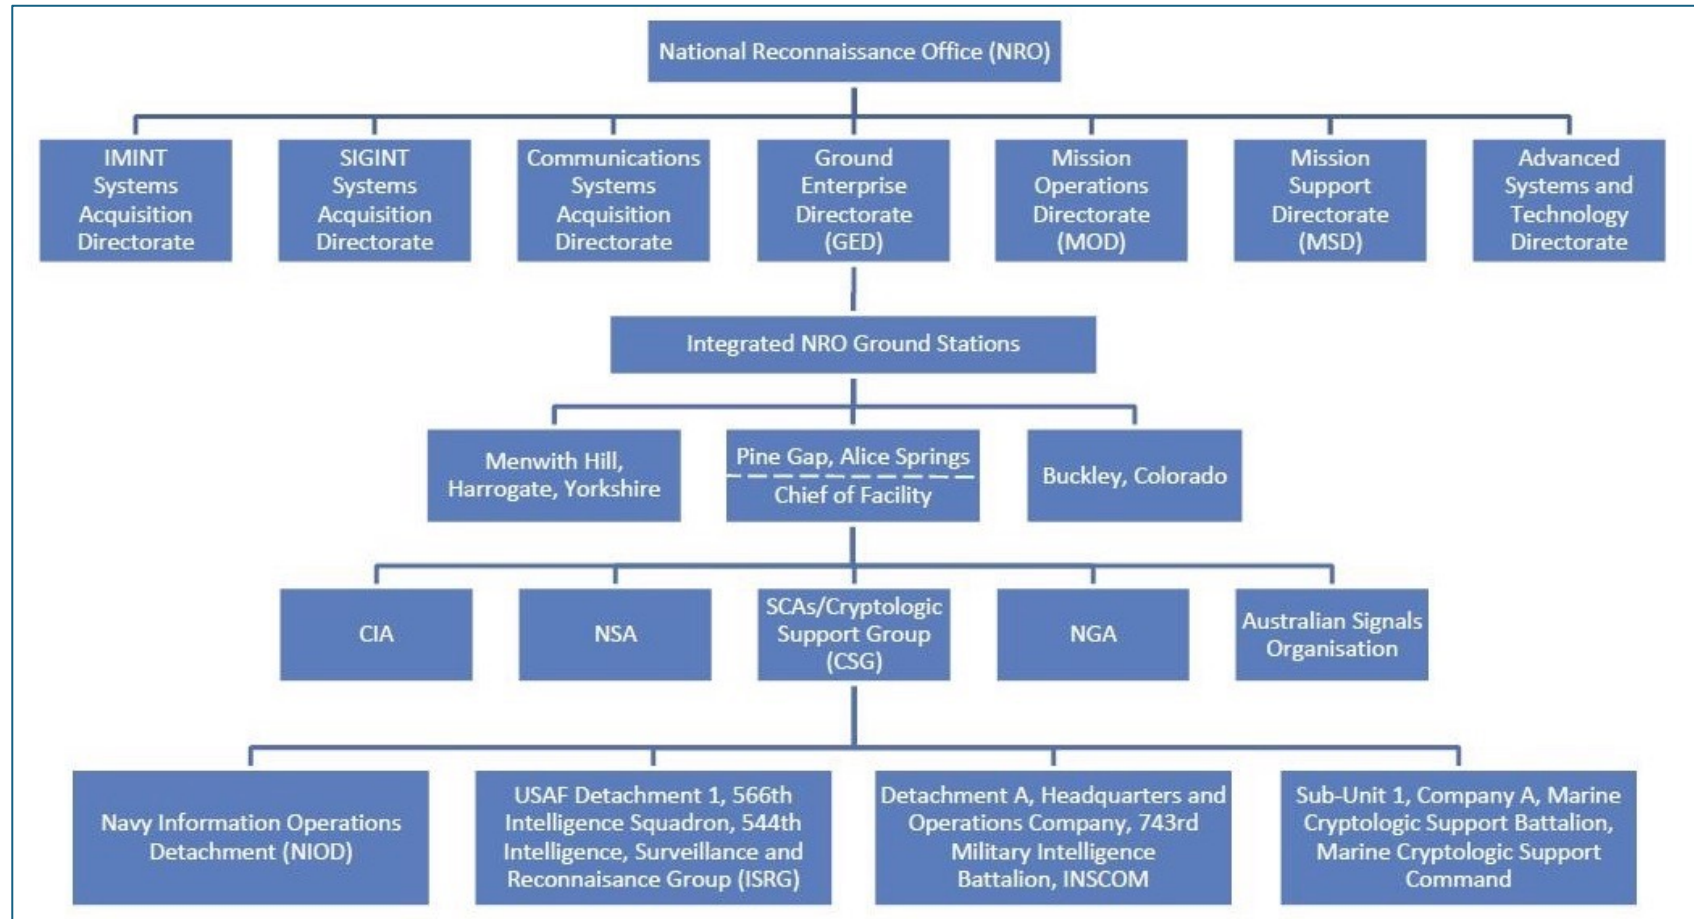 National Reconnaissance Office (NRO)
IMINT
Systems
Acquisition
Directorate
SIGINT
Systems
Acquisition
Directorate
Communications
Systems
Acquisition
Directorate
Ground
Enterprise
Directorate
(GED)
Mission
Operations
Directorate
(MOD)
Mission
Support
Directorate
(MSD)
Advanced
Systems and
Technology
Directorate
Integrated NRO Ground Stations
Menwith Hill,
Harrogate, Yorkshire
Pine Gap, Alice Springs
Chief of Facility
Buckley, Colorado
CIA
NSA
SCAs/Cryptologic
Support Group
(CSG)
NGA
Australian Signals
Organisation
Navy Information Operations
Detachment (NIOD)
USAF Detachment 1, 566th
Intelligence Squadron, 544th
Intelligence, Surveillance and
Reconnaisance Group (ISRG)
Detachment A, Headquarters and
Operations Company, 743rd
Military Intelligence
Battalion, INSCOM
Sub-Unit 1, Company A, Marine
Cryptologic Support Battalion,
Marine Cryptologic Support
Command